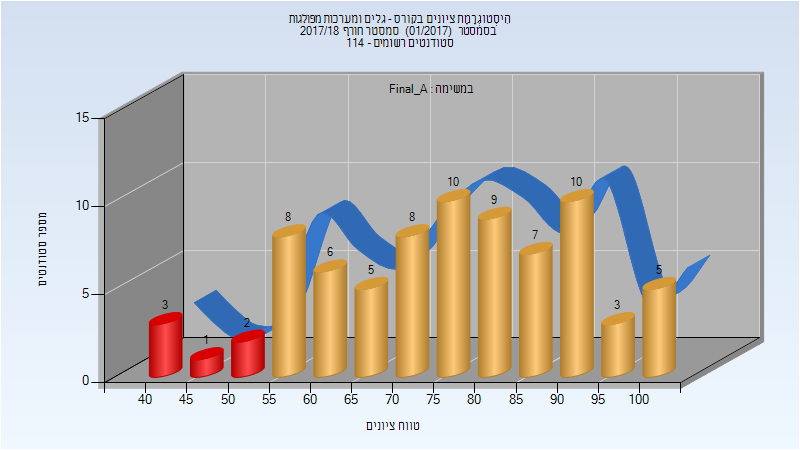 היסטוגרמת ציונים בקורס - גלים ומערכות מפולגות
בסמסטר (01/2017) סמסטר חורף 2017/18
סטודנטים רשומים - 114
במשימה : Final_A
מספר סטודנטים
15
10
5
0
3
1
2
8
6
5
8
10
9
7
10
3
5
40 45 50 55 60 65 70 75 80 85 90 95 100
טווח ציונים